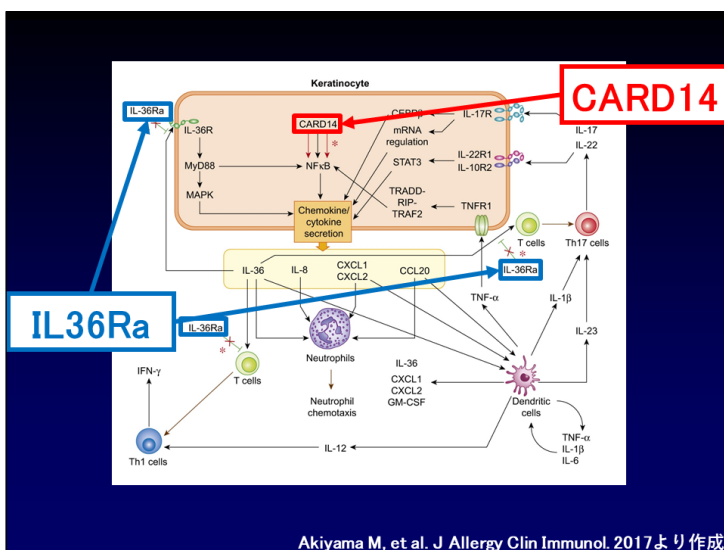 Keratinocyte
IL-36Ra
CARD14
CARD14
IL-36R
CEBPβ
IL-17R
mRNA
regulation
IL-17
IL-22
MyD88
NFκB
STAT3
IL-22R1
IL-10R2
MAPK
TRADD-
RIP-
TRAF2
TNFR1
Chemokine/
cytokine
secretion
T cells
Th17 cells
IL-36
IL-8
CXCL1
CXCL2
CCL20
IL-36Ra
IL36Ra
IL-36Ra
TNF-α
IL-1β
IL-23
Neutrophils
T cells
IFN-γ
IL-36
CXCL1
CXCL2
GM-CSF
Dendritic
cells
Neutrophil
chemotaxis
Th1 cells
IL-12
TNF-α
IL-1β
IL-6
Akiyama M, et al. J Allergy Clin Immunol. 2017より作成